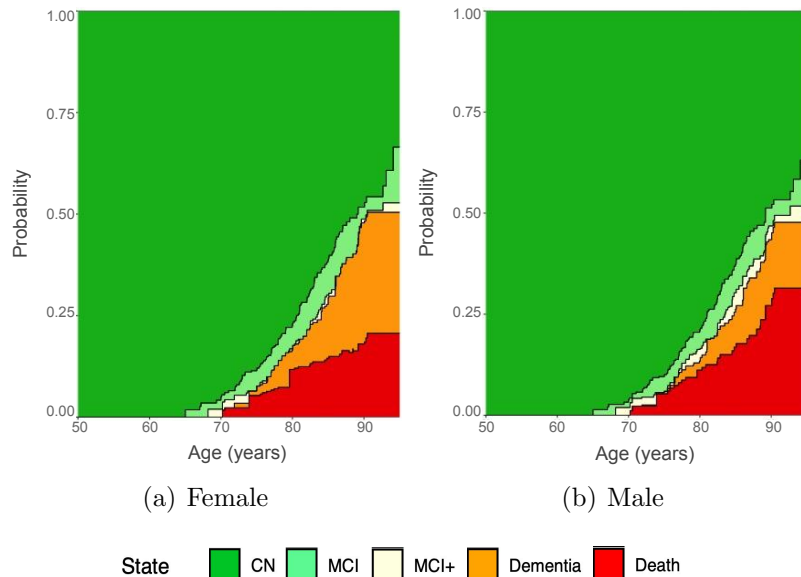 1.00
0.75
0.50
0.25
0.00
Probability
50 60 70 80 90
Age (years)
(a) Female
1.00
0.75
0.50
0.25
0.00
Probability
50 60 70 80 90
Age (years)
(b) Male
State CN MCI MCI+ Dementia Death